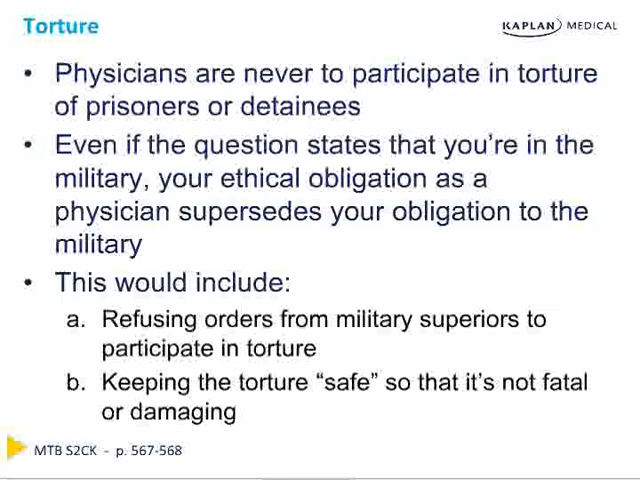 Torture
KAPLAN MEDICAL
• Physicians are never to participate in torture
of prisoners or detainees
• Even if the question states that you're in the
military, your ethical obligation as a
physician supersedes your obligation to the
military
• This would include:
a. Refusing orders from military superiors to
participate in torture
b. Keeping the torture “safe” so that it's not fatal
or damaging
MTB S2CK - p. 567-568